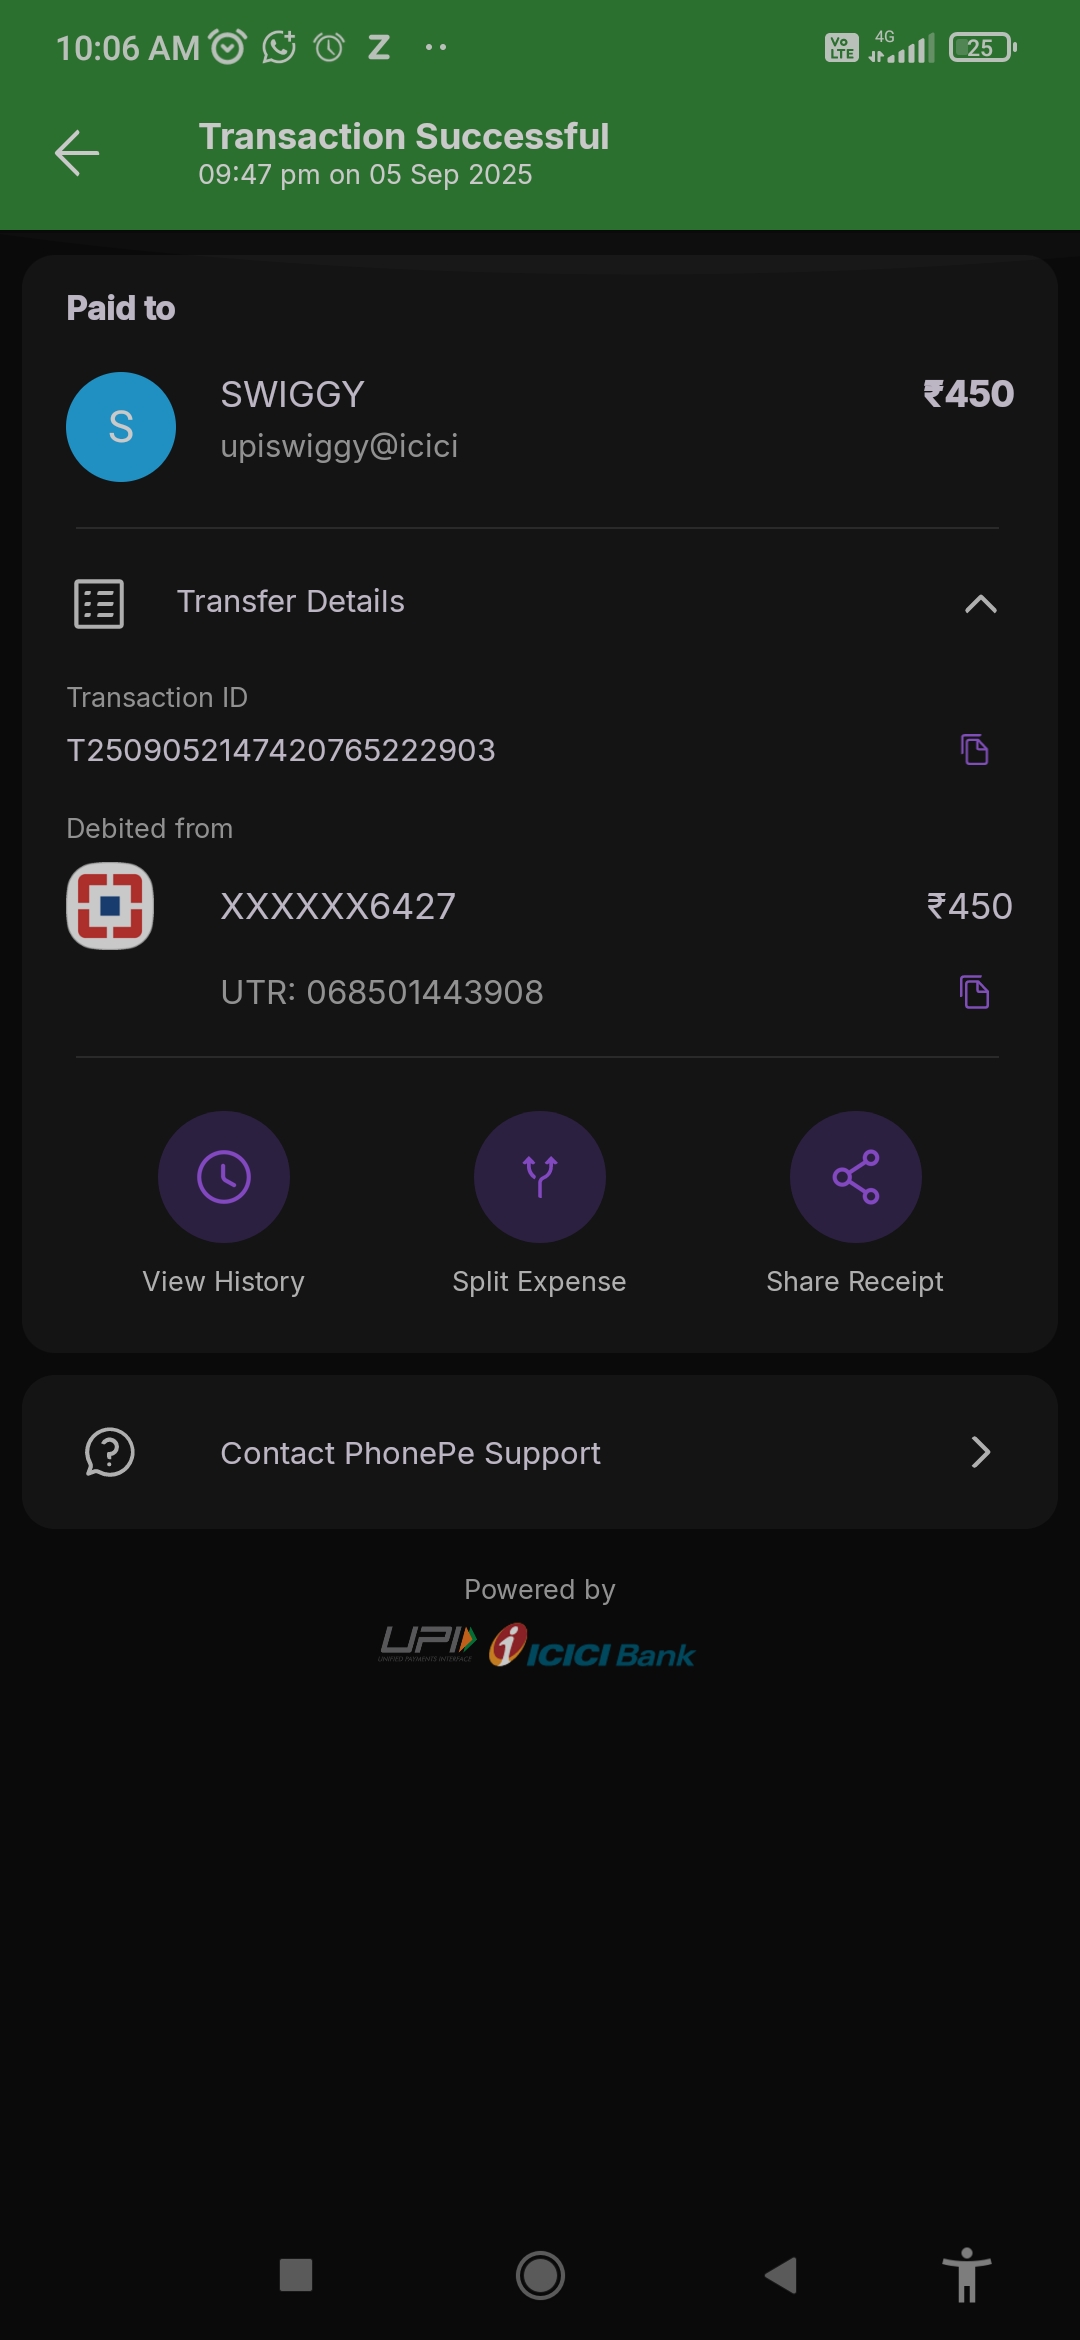 10:06 AM Z
Vo LTE 4G 25
Transaction Successful
09:47 pm on 05 Sep 2025
Paid to
S
SWIGGY ₹450
upiswiggy@icici
Transfer Details
Transaction ID
T2509052147420765222903
Debited from
XXXXXX6427 ₹450
UTR: 068501443908
View History Split Expense Share Receipt
Contact PhonePe Support
Powered by
UPI ICICI Bank
UNIFIED PAYMENTS INTERFACE